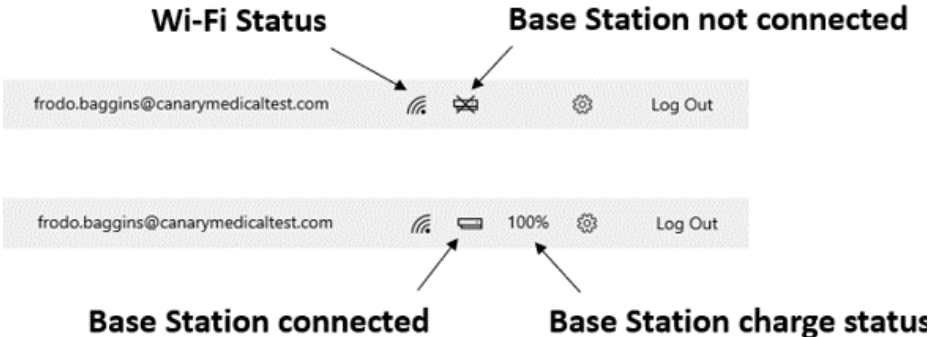 Wi-Fi Status
Base Station not connected
frodo.baggins@canarymedicaltest.com Log Out
frodo.baggins@canarymedicaltest.com 100% Log Out
Base Station connected
Base Station charge status